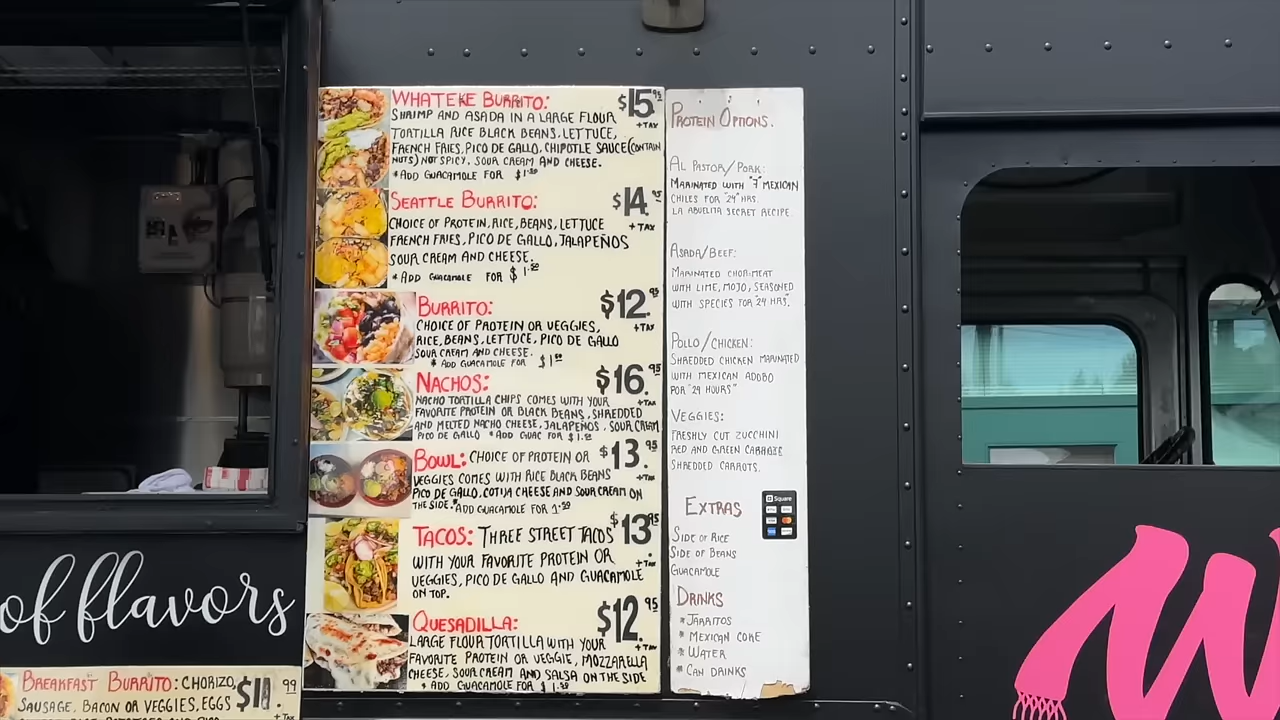 WHATEKE BURRITO: $15.95
SHRIMP AND ASADA IN A LARGE FLOUR +TAX
TORTILLA RICE BLACK BEANS, LETTUCE,
FRENCH FRIES, PICO DE GALLO, CHIPOTLE SAUCE (CONTAIN
NUTS) NOT SPICY. SOUR CREAM AND CHEESE.
*ADD GUACAMOLE FOR $1.50
SEATTLE BURRITO: $14.95
CHOICE OF PROTEIN, RICE, BEANS, LETTUCE +TAX
FRENCH FRIES, PICO DE GALLO, JALAPEÑOS
SOUR CREAM AND CHEESE.
*ADD GUACAMOLE FOR $1.50
BURRITO: $12.95
CHOICE OF PROTEIN OR VEGGIES, +TAX
RICE, BEANS, LETTUCE, PICO DE GALLO
SOUR CREAM AND CHEESE.
* ADD GUACAMOLE FOR $1.50
NACHOS: $16.95
NACHO TORTILLA CHIPS COMES WITH YOUR +TAX
FAVORITE PROTEIN OR BLACK BEANS, SHREDDED
AND MELTED NACHO CHEESE, JALAPEÑOS, SOUR CREAM
PICO DE GALLO *ADD GUAC FOR $1.50
BOWL: CHOICE OF PROTEIN OR $13.95
VEGGIES COMES WITH RICE BLACK BEANS
PICO DE GALLO, COTIJA CHEESE AND SOUR CREAM ON
THE SIDE. *ADD GUACAMOLE FOR 1.50
TACOS: THREE STREET TACOS $13.95
WITH YOUR FAVORITE PROTEIN OR
VEGGIES, PICO DE GALLO AND GUACAMOLE
ON TOP.
QUESADILLA: $12.95
LARGE FLOUR TORTILLA WITH YOUR +TAX
FAVORITE PROTEIN OR VEGGIE, MOZZARELLA
CHEESE, SOUR CREAM AND SALSA ON THE SIDE
* ADD GUACAMOLE FOR $1.50
PROTEIN OPTIONS.
AL PASTOR/PORK:
MARINATED WITH "7" MEXICAN
CHILES FOR "24" HRS.
LA ABUELITA SECRET RECIPE.
ASADA/BEEF:
MARINATED CHOP-MEAT
WITH LIME, MOJO, SEASONED
WITH SPECIES FOR "24 HRS".
POLLO/CHICKEN:
SHREDDED CHICKEN MARINATED
WITH MEXICAN ADOBO
FOR "24 HOURS"
VEGGIES:
FRESHLY CUT ZUCCHINI
RED AND GREEN CABBAGE
SHREDDED CARROTS.
EXTRAS
SIDE OF RICE
SIDE OF BEANS
GUACAMOLE
DRINKS
*JARRITOS
*MEXICAN COKE
*WATER
*CAN DRINKS
Square
of flavors
BREAKFAST BURRITO: CHORIZO, $11.99
SAUSAGE, BACON OR VEGGIES, EGGS +TAX
W